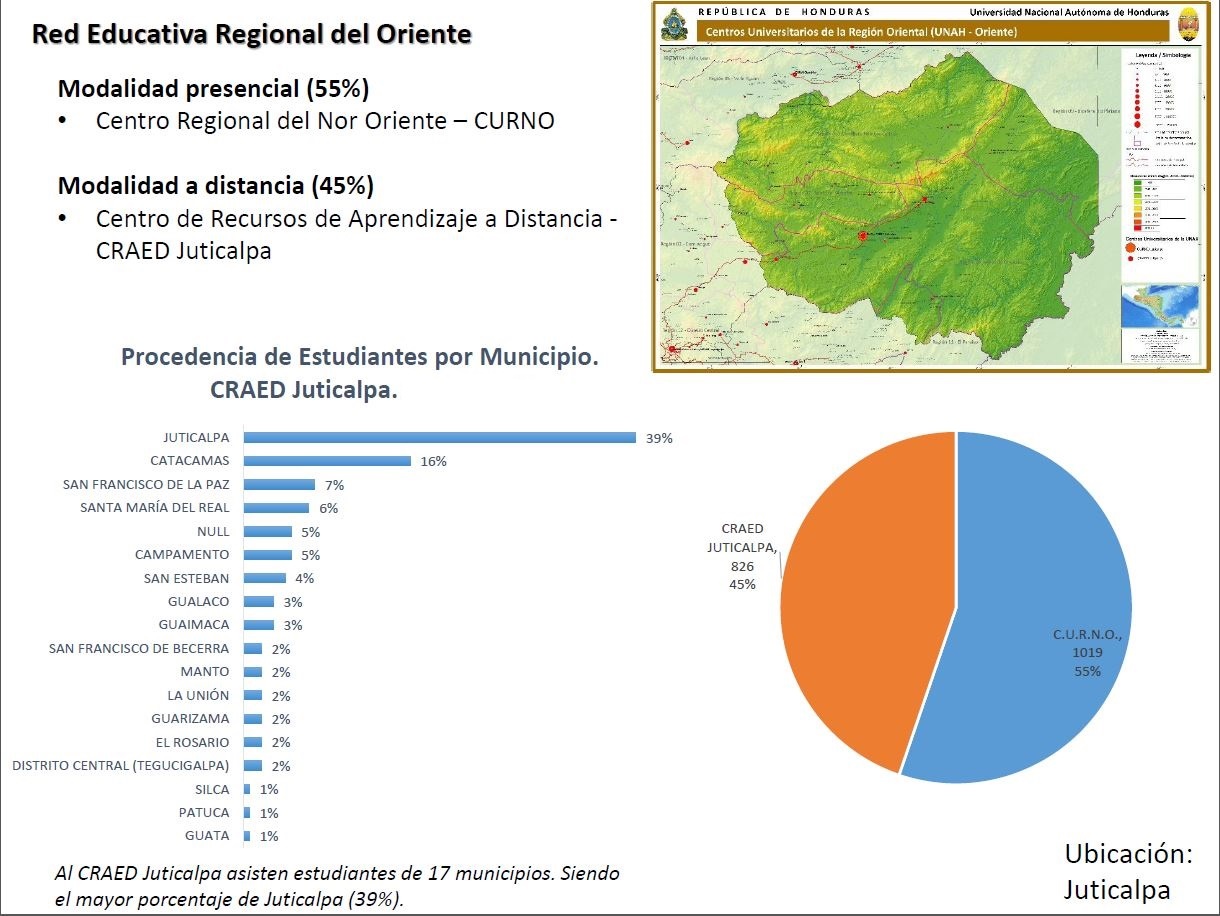 Red Educativa Regional del Oriente
Modalidad presencial (55%)
• Centro Regional del Nor Oriente – CURNO
Modalidad a distancia (45%)
• Centro de Recursos de Aprendizaje a Distancia -
CRAED Juticalpa
REPÚBLICA DE HONDURAS
Universidad Nacional Autónoma de Honduras
Centros Universitarios de la Región Oriental (UNAH - Oriente)
Leyenda / Simbología
Centros Universitarios de la UNAH
Procedencia de Estudiantes por Municipio.
CRAED Juticalpa.
JUTICALPA 39%
CATACAMAS 16%
SAN FRANCISCO DE LA PAZ 7%
SANTA MARÍA DEL REAL 6%
NULL 5%
CAMPAMENTO 5%
SAN ESTEBAN 4%
GUALACO 3%
GUAIMACA 3%
SAN FRANCISCO DE BECERRA 2%
MANTO 2%
LA UNIÓN 2%
GUARIZAMA 2%
EL ROSARIO 2%
DISTRITO CENTRAL (TEGUCIGALPA) 2%
SILCA 1%
PATUCA 1%
GUATA 1%
CRAED
JUTICALPA,
826
45%
C.U.R.N.O.,
1019
55%
Al CRAED Juticalpa asisten estudiantes de 17 municipios. Siendo
el mayor porcentaje de Juticalpa (39%).
Ubicación:
Juticalpa